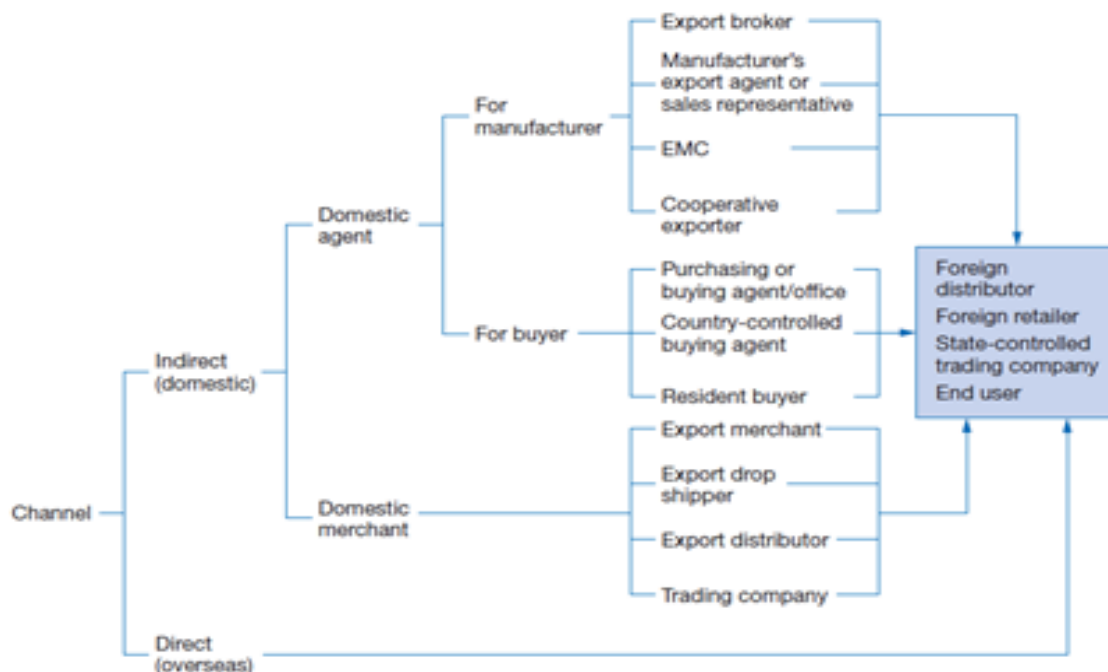 Export broker
Manufacturer's
export agent or
sales representative
For
manufacturer
EMC
Cooperative
exporter
Domestic
agent
Purchasing or
buying agent/office
For buyer
Country-controlled
buying agent
Resident buyer
Foreign
distributor
Foreign retailer
State-controlled
trading company
End user
Indirect
(domestic)
Export merchant
Export drop
shipper
Channel
Domestic
merchant
Export distributor
Trading company
Direct
(overseas)